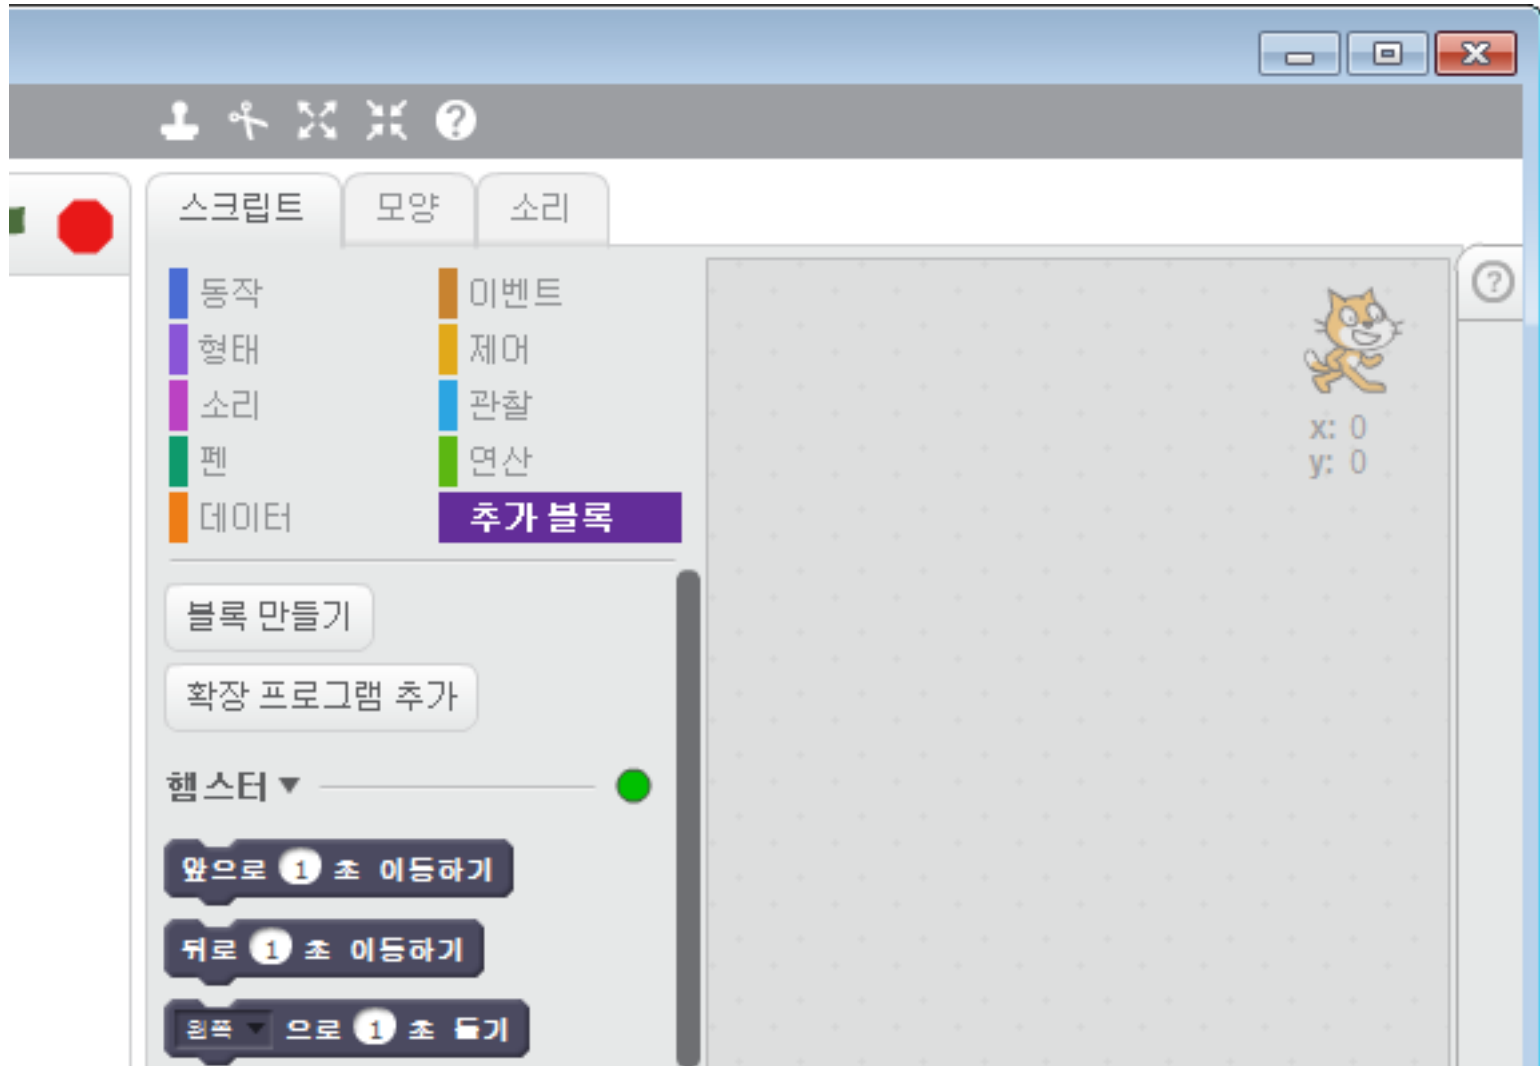 스크립트 모양 소리
동작 이벤트
형태 제어
소리 관찰
펜 연산
데이터 추가 블록
x: 0
y: 0
블록 만들기
확장 프로그램 추가
햄스터
앞으로 1 초 이동하기
뒤로 1 초 이동하기
왼쪽 으로 1 초 돌기
?
?